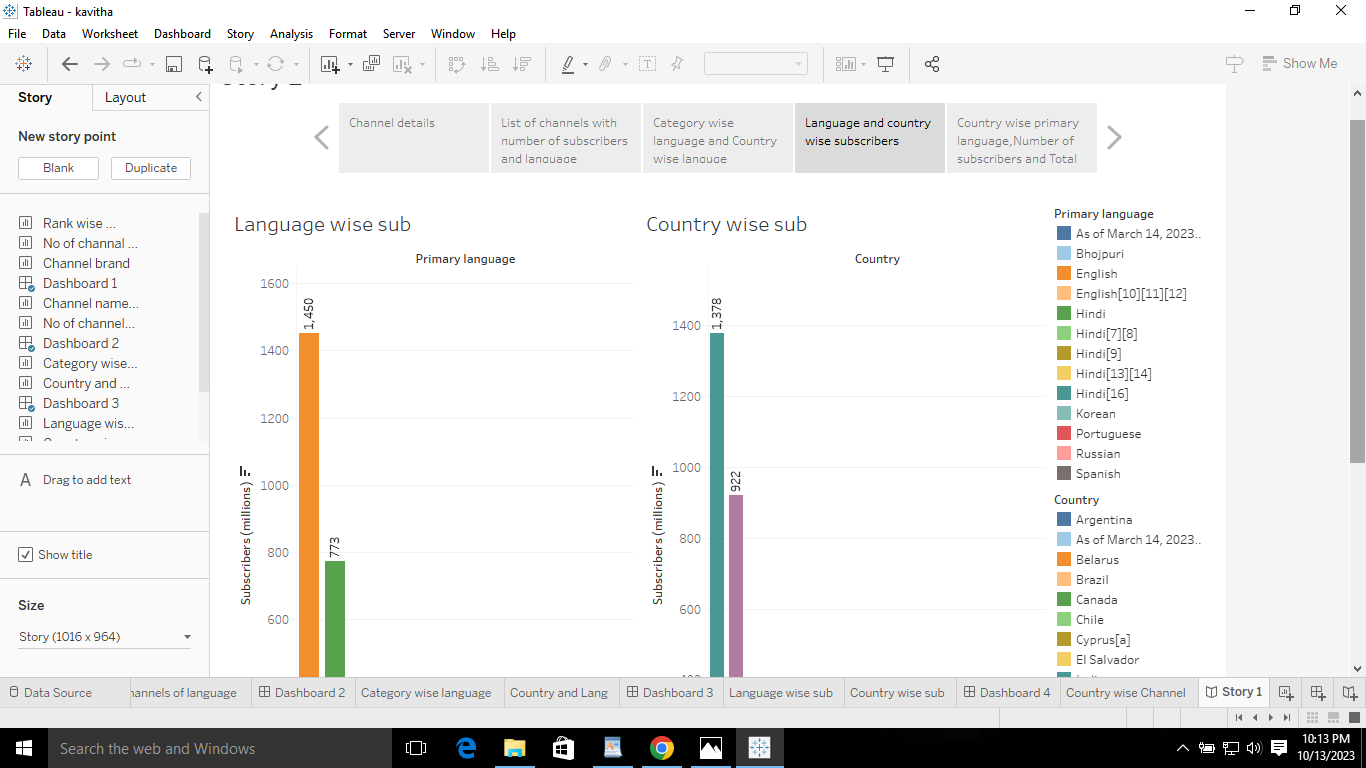 Tableau - kavitha
File Data Worksheet Dashboard Story Analysis Format Server Window Help
Show Me
Story Layout
New story point
Blank Duplicate
Rank wise ...
No of channal ...
Channel brand
Dashboard 1
Channel name...
No of channel...
Dashboard 2
Category wise...
Country and ...
Dashboard 3
Language wis...
A Drag to add text
Show title
Size
Story (1016 x 964)
Channel details
List of channels with
number of subscribers
and language
Category wise
language and Country
wise languge
Language and country
wise subscribers
Country wise primary
language,Number of
subscribers and Total
Language wise sub
Primary language
Subscribers (millions)
1600
1400
1200
1000
800
600
1,450
773
Country wise sub
Country
Subscribers (millions)
1400
1200
1000
800
600
1,378
922
Primary language
As of March 14, 2023..
Bhojpuri
English
English[10][11][12]
Hindi
Hindi[7][8]
Hindi[9]
Hindi[13][14]
Hindi[16]
Korean
Portuguese
Russian
Spanish
Country
Argentina
As of March 14, 2023..
Belarus
Brazil
Canada
Chile
Cyprus[a]
El Salvador
Data Source hannels of language Dashboard 2 Category wise language Country and Lang Dashboard 3 Language wise sub Country wise sub Dashboard 4 Country wise Channel Story 1
Search the web and Windows
10:13 PM
10/13/2023